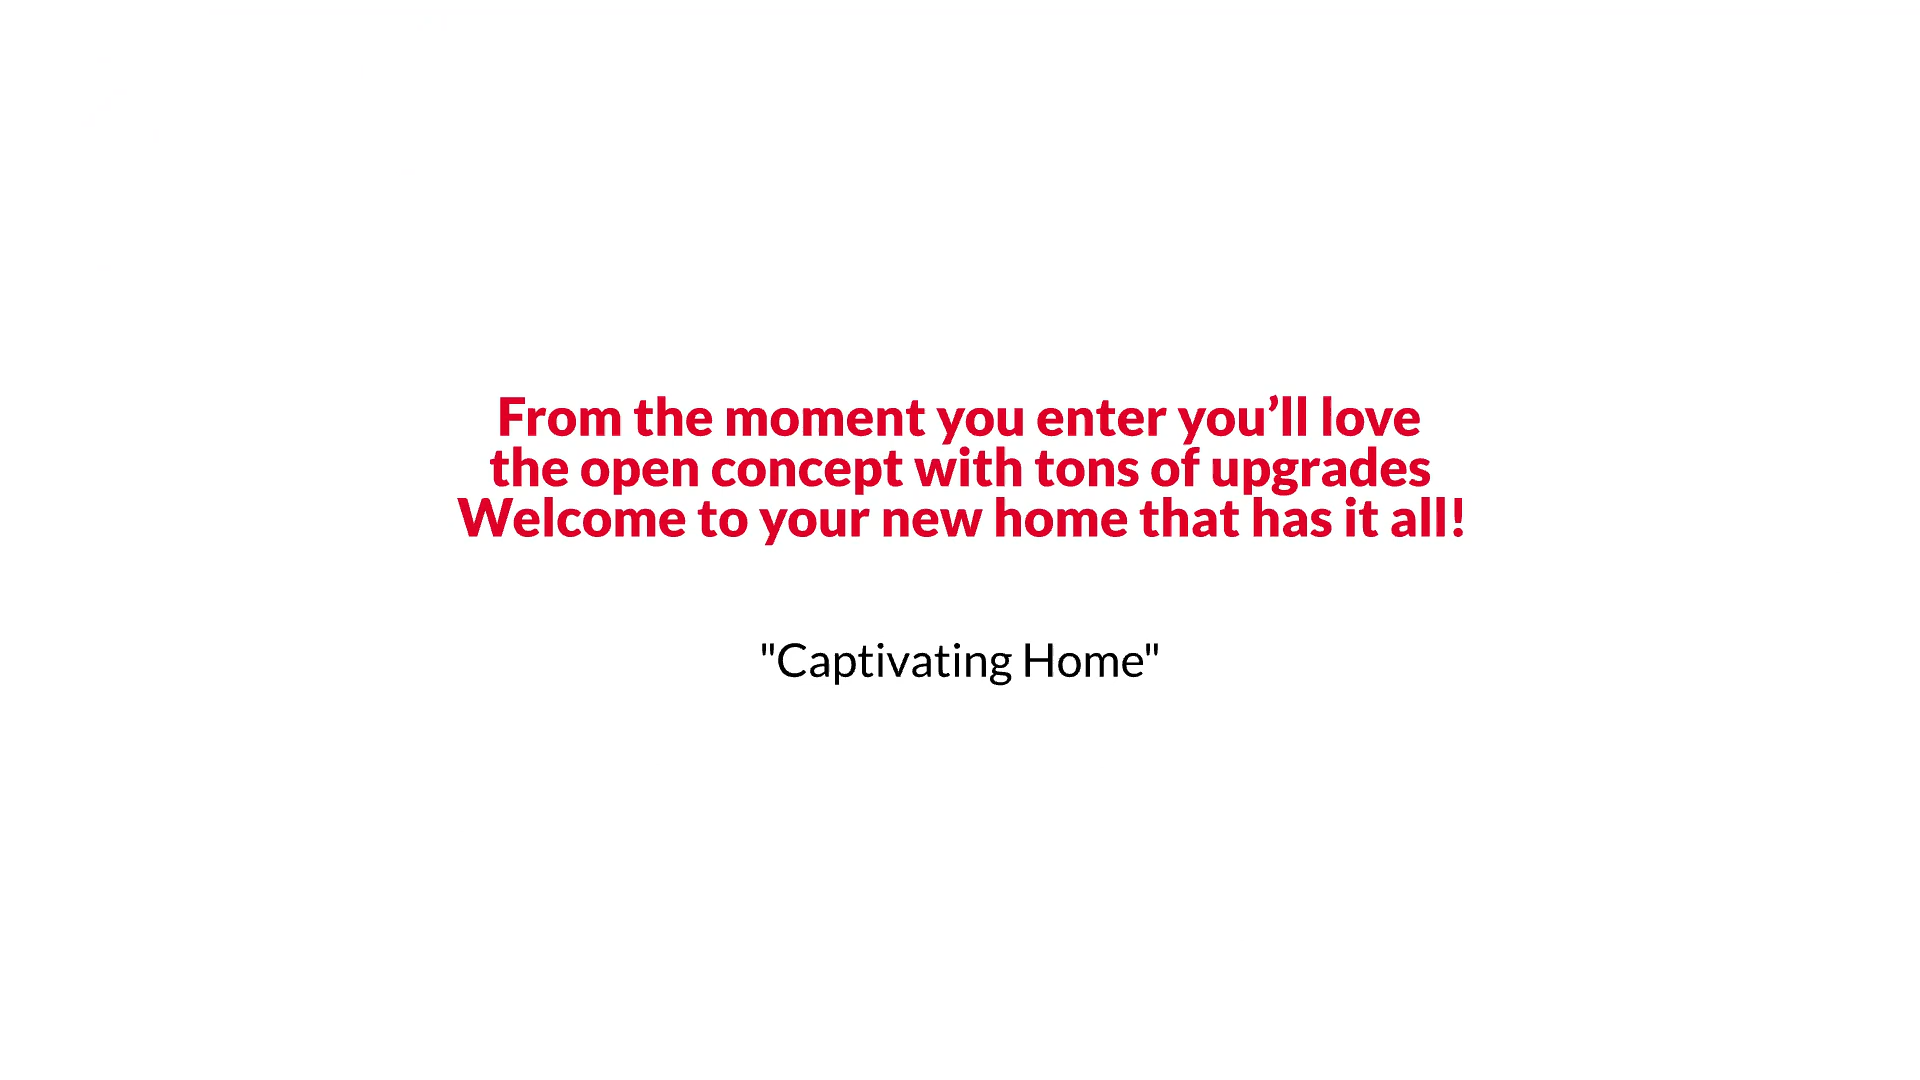 From the moment you enter you’ll love
the open concept with tons of upgrades
Welcome to your new home that has it all!
"Captivating Home"